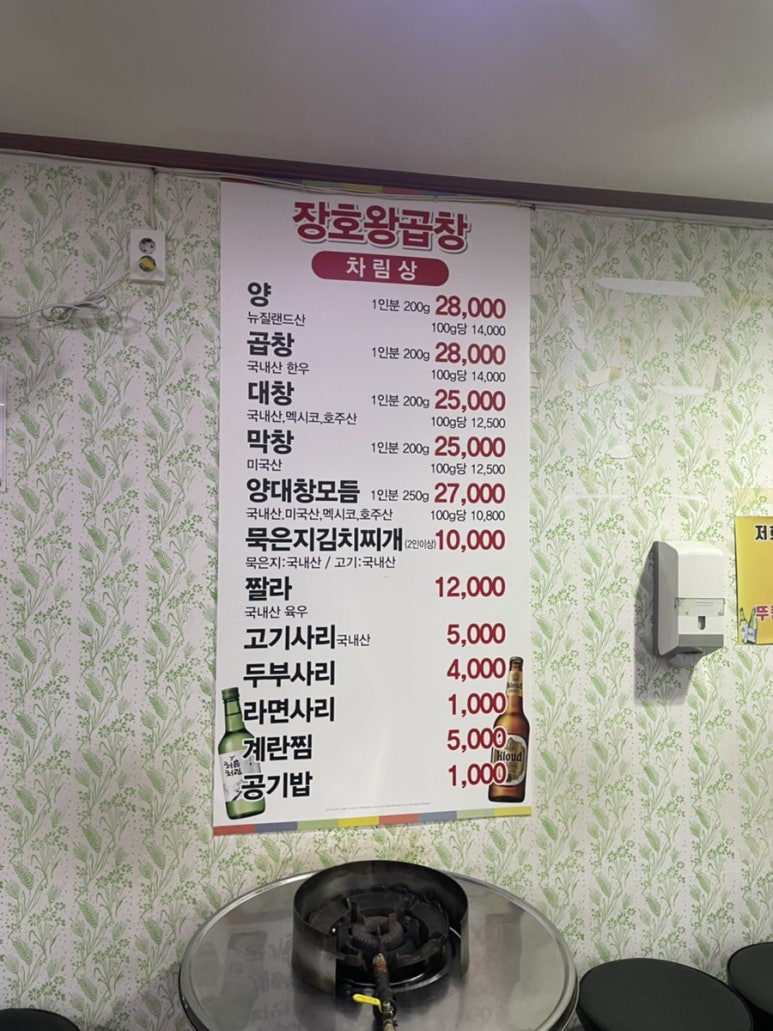 장호왕곱창
차림상
양 1인분 200g 28,000
뉴질랜드산 100g당 14,000
곱창 1인분 200g 28,000
국내산 한우 100g당 14,000
대창 1인분 200g 25,000
국내산,멕시코,호주산 100g당 12,500
막창 1인분 200g 25,000
미국산 100g당 12,500
양대창모듬 1인분 250g 27,000
국내산,미국산,멕시코,호주산 100g당 10,800
묵은지김치찌개(2인이상) 10,000
묵은지:국내산 / 고기:국내산
짤라 12,000
국내산 육우
고기사리 국내산 5,000
두부사리 4,000
라면사리 1,000
계란찜 5,000
공기밥 1,000
처음
처럼
kloud